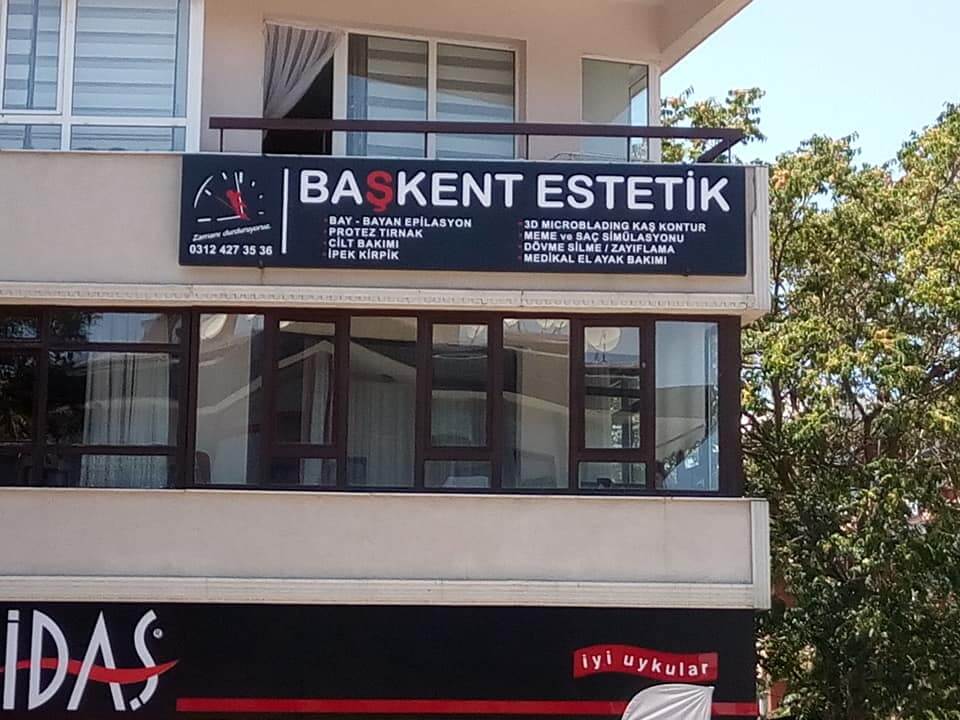 BAŞKENT ESTETİK
Zamanı durduruyoruz.
0312 427 35 36
BAY - BAYAN EPİLASYON
PROTEZ TIRNAK
CİLT BAKIMI
İPEK KİRPİK
3D MICROBLADING KAŞ KONTUR
MEME ve SAÇ SİMÜLASYONU
DÖVME SİLME / ZAYIFLAMA
MEDİKAL EL AYAK BAKIMI
İDAŞ
iyi uykular